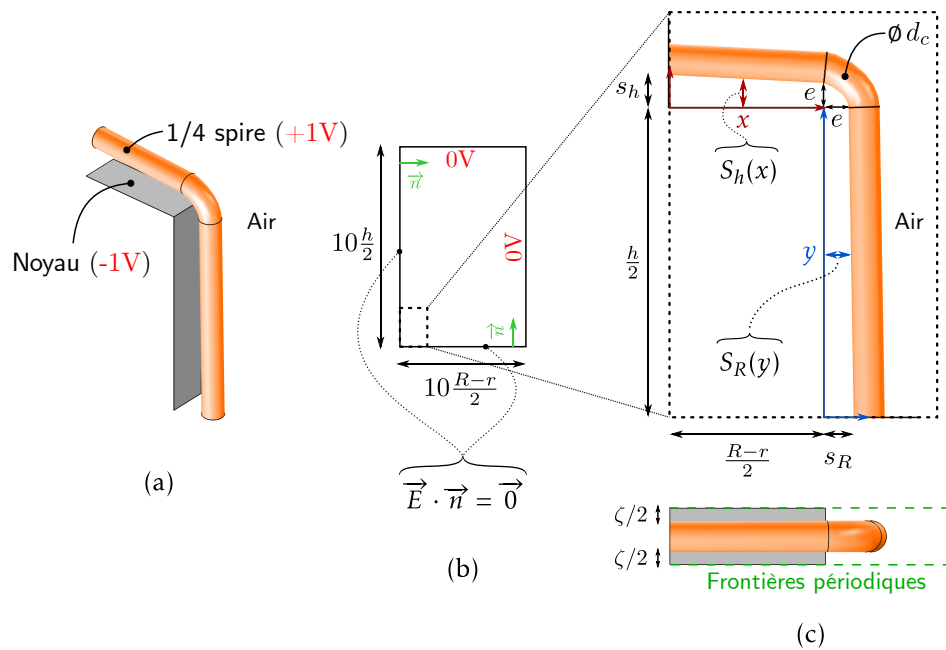 1/4 spire (+1V)
Air
Noyau (-1V)
(a)
0V
n
10 h/2
0V
n
10 (R−r)/2
E · n = 0
(b)
ϕ d_c
s_h
e
e
x
S_h(x)
h/2
y
Air
S_R(y)
(R−r)/2
s_R
ζ/2
ζ/2
Frontières périodiques
(c)